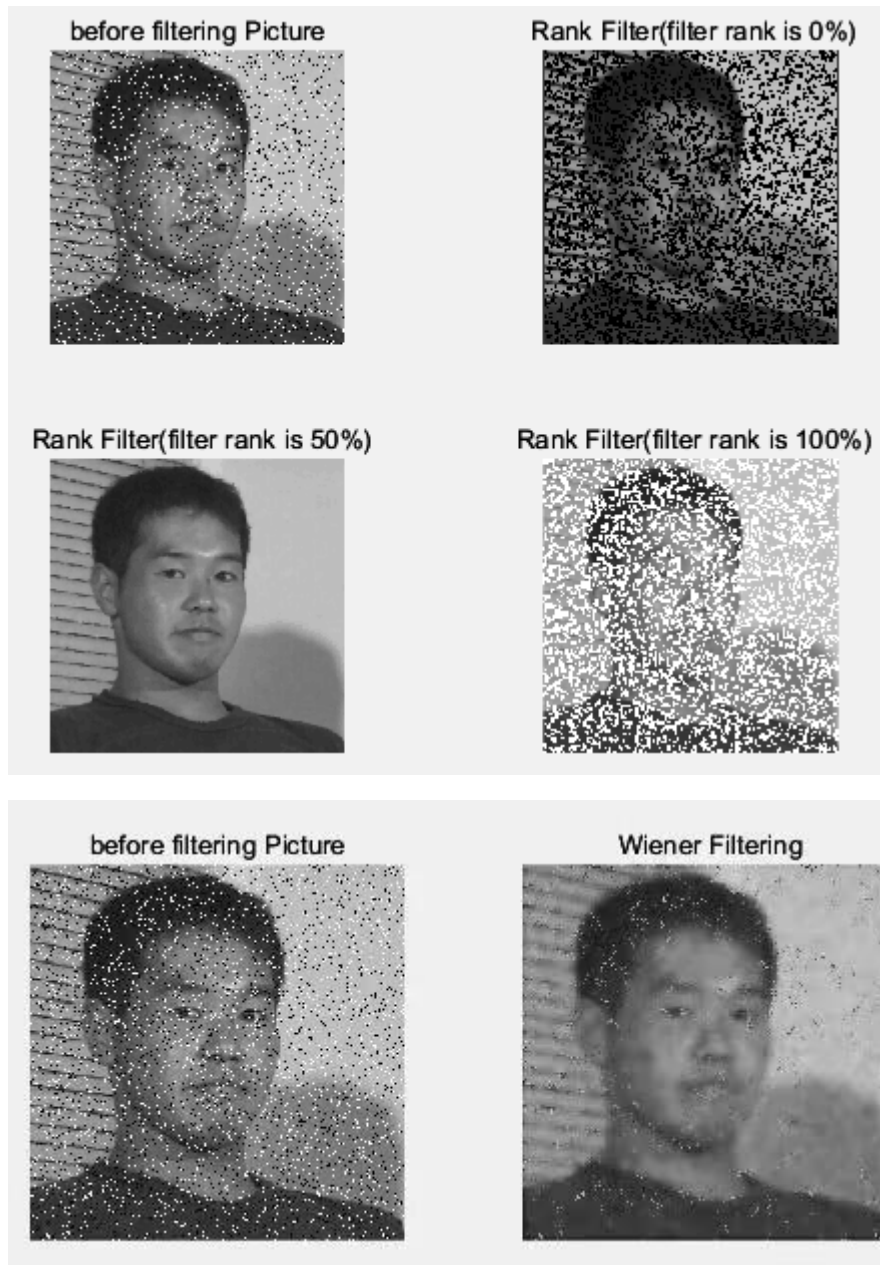 before filtering Picture
Rank Filter(filter rank is 0%)
Rank Filter(filter rank is 50%)
Rank Filter(filter rank is 100%)
before filtering Picture
Wiener Filtering